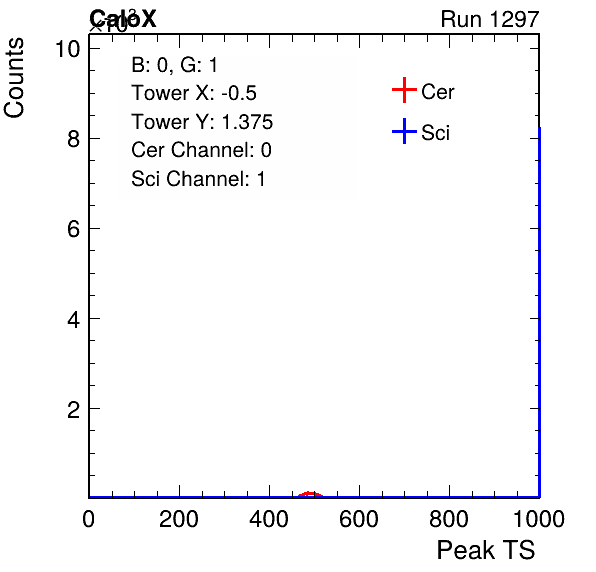 CaloX Run 1297
×10³
Counts
B: 0, G: 1
Tower X: -0.5
Tower Y: 1.375
Cer Channel: 0
Sci Channel: 1
Cer
Sci
10
8
6
4
2
0 200 400 600 800 1000
Peak TS